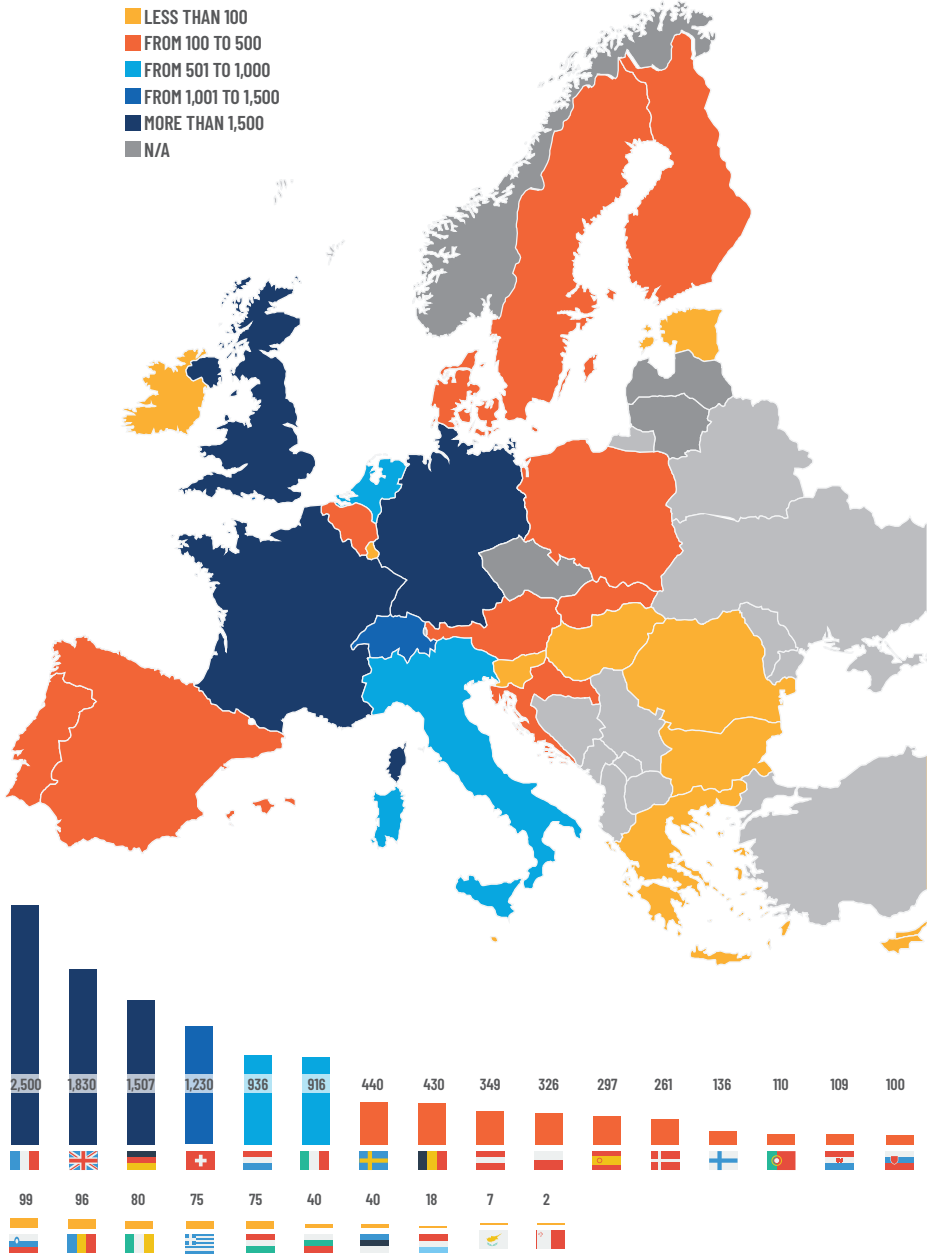 LESS THAN 100
FROM 100 TO 500
FROM 501 TO 1,000
FROM 1,001 TO 1,500
MORE THAN 1,500
N/A
2,500 1,830 1,507 1,230 936 916 440 430 349 326 297 261 136 110 109 100
99 96 80 75 75 40 40 18 7 2